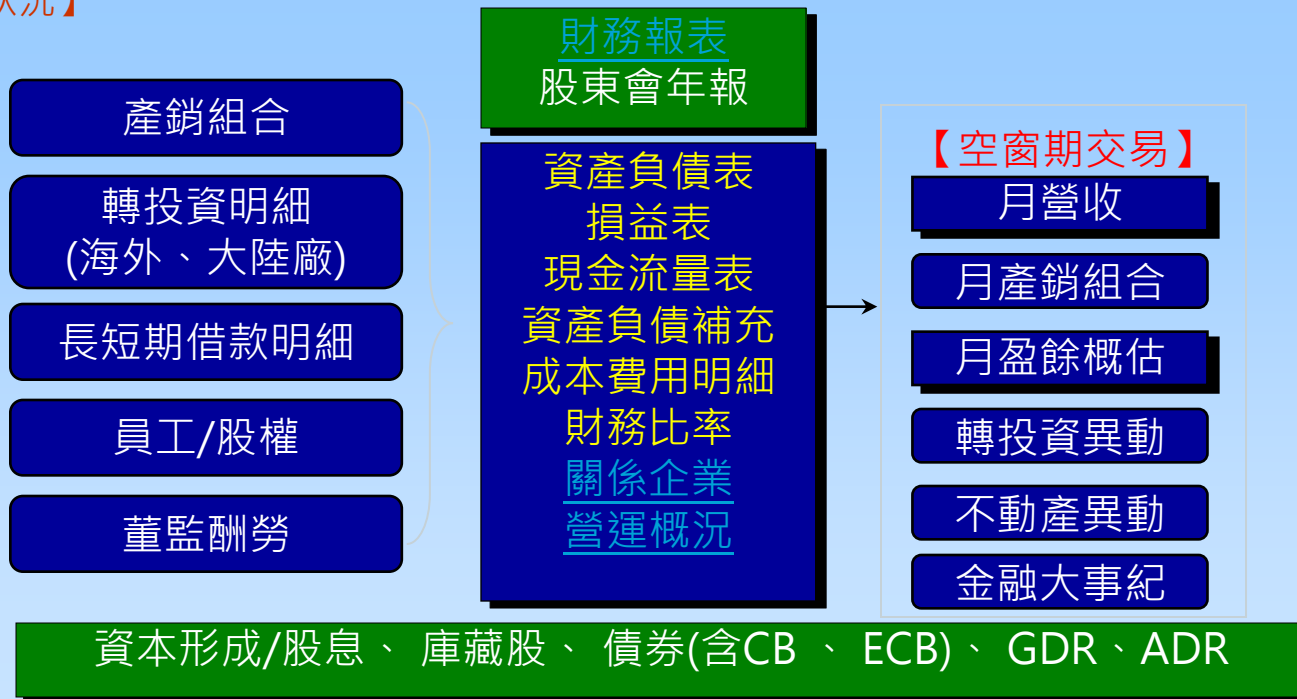 狀況】
財務報表
股東會年報
產銷組合
轉投資明細
(海外、大陸廠)
長短期借款明細
員工/股權
董監酬勞
資產負債表
損益表
現金流量表
資產負債補充
成本費用明細
財務比率
關係企業
營運概況
【空窗期交易】
月營收
月產銷組合
月盈餘概估
轉投資異動
不動產異動
金融大事紀
資本形成/股息、 庫藏股、 債券(含CB 、 ECB)、 GDR、ADR